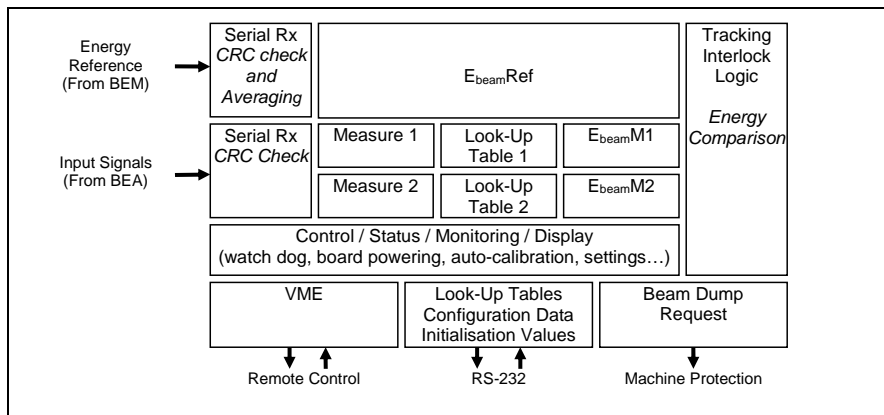 Energy
Reference
(From BEM)
Serial Rx
CRC check
and
Averaging
EbeamRef
Tracking
Interlock
Logic
Energy
Comparison
Input Signals
(From BEA)
Serial Rx
CRC Check
Measure 1
Look-Up
Table 1
EbeamM1
Measure 2
Look-Up
Table 2
EbeamM2
Control / Status / Monitoring / Display
(watch dog, board powering, auto-calibration, settings…)
VME
Look-Up Tables
Configuration Data
Initialisation Values
Beam Dump
Request
Remote Control
RS-232
Machine Protection